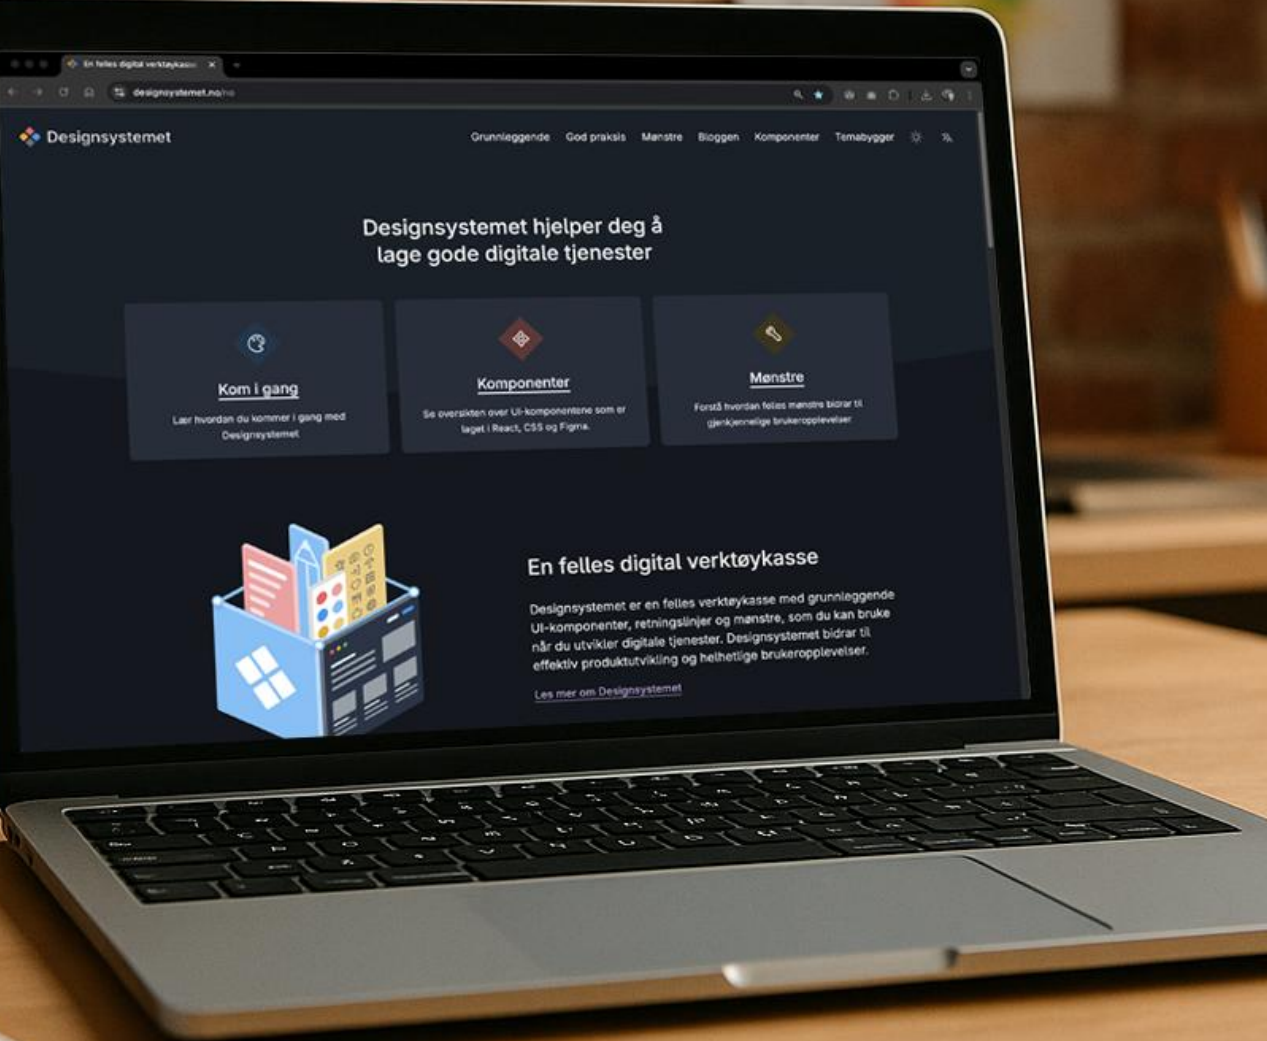 En felles digital verktøykasse
designsystemet.no/no
Designsystemet
Grunnleggende God praksis Mønstre Bloggen Komponenter Temabygger
Designsystemet hjelper deg å
lage gode digitale tjenester
Kom i gang
Lær hvordan du kommer i gang med
Designsystemet
Komponenter
Se oversikten over UI-komponentene som er
laget i React, CSS og Figma.
Mønstre
Forstå hvordan felles mønstre bidrar til
gjenkjennelige brukeropplevelser
En felles digital verktøykasse
Designsystemet er en felles verktøykasse med grunnleggende
UI-komponenter, retningslinjer og mønstre, som du kan bruke
når du utvikler digitale tjenester. Designsystemet bidrar til
effektiv produktutvikling og helhetlige brukeropplevelser.
Les mer om Designsystemet